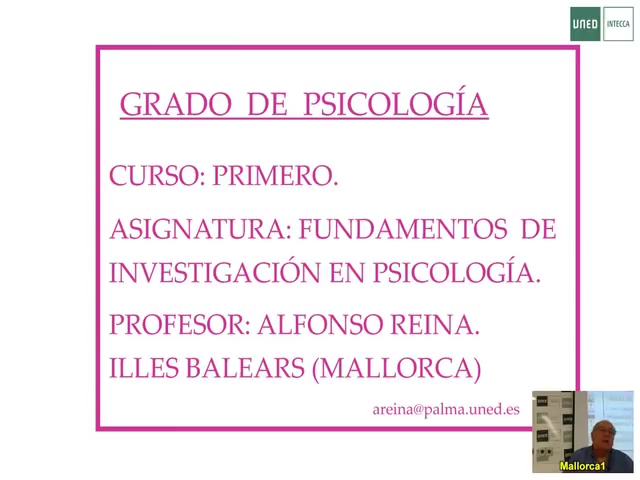 UNED INTECCA
GRADO DE PSICOLOGÍA
CURSO: PRIMERO.
ASIGNATURA: FUNDAMENTOS DE
INVESTIGACIÓN EN PSICOLOGÍA.
PROFESOR: ALFONSO REINA.
ILLES BALEARS (MALLORCA)
areina@palma.uned.es
Mallorca1